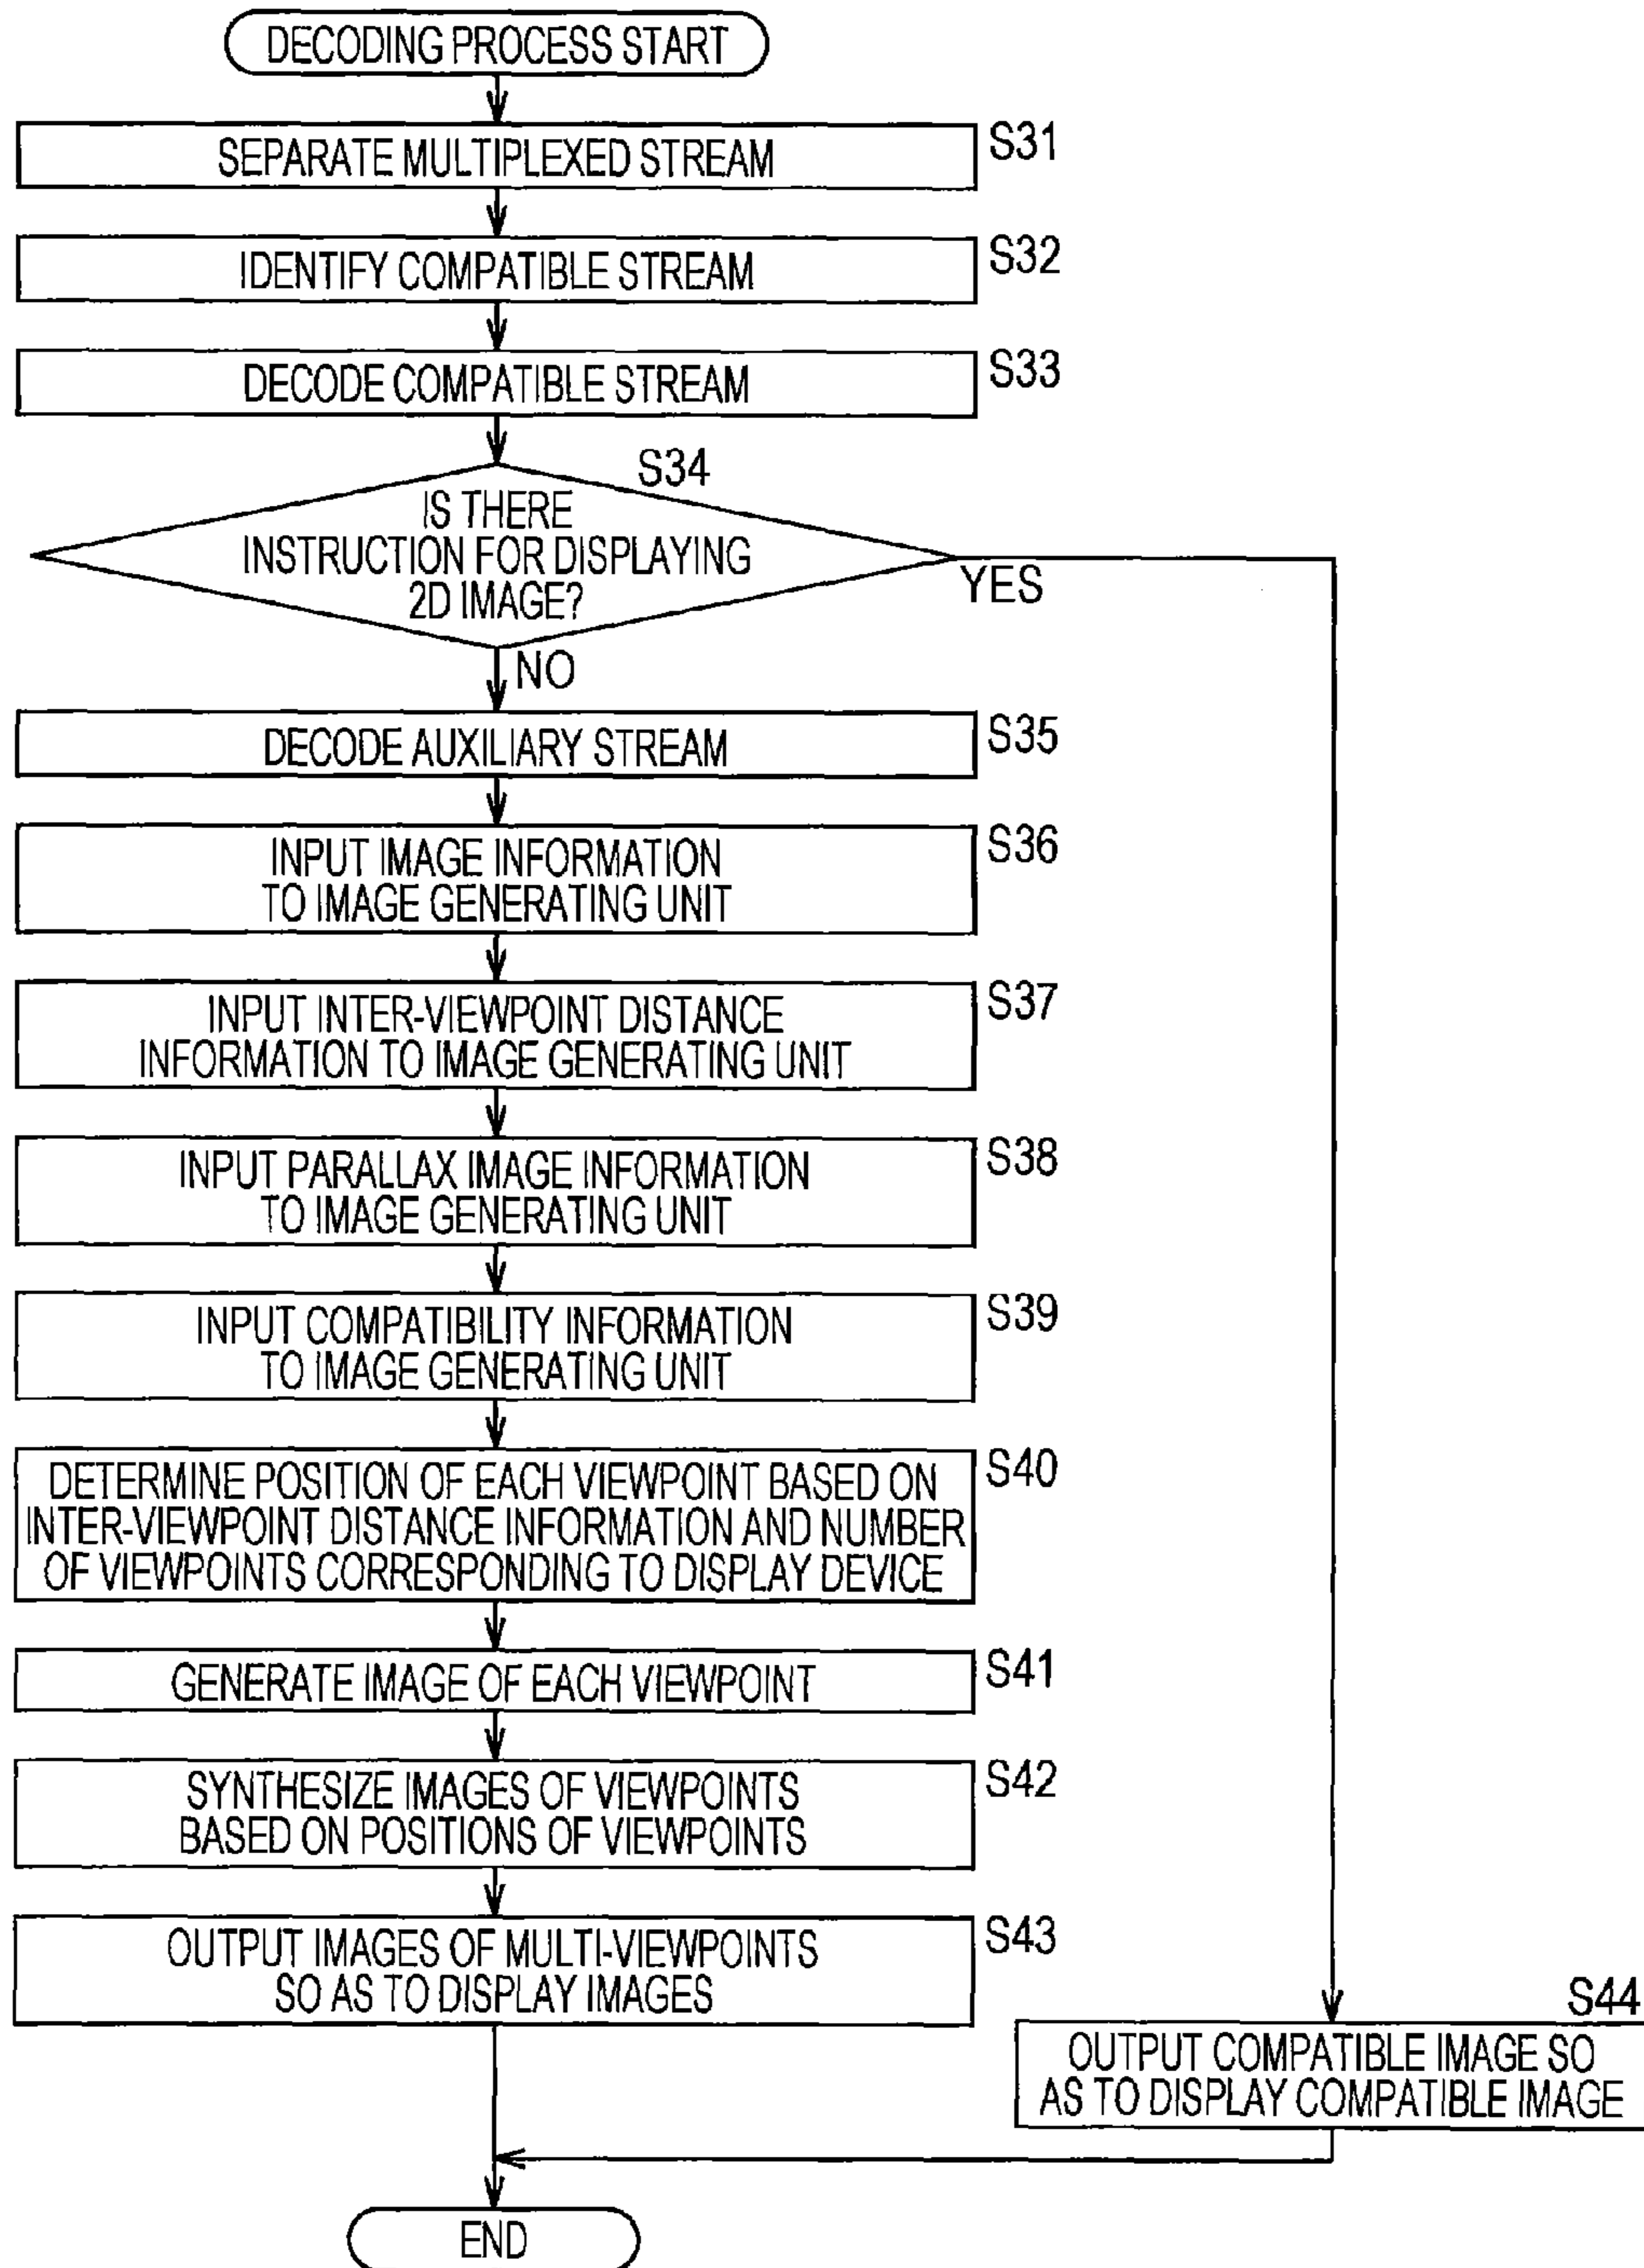 DECODING PROCESS START
SEPARATE MULTIPLEXED STREAM
S31
IDENTIFY COMPATIBLE STREAM
S32
DECODE COMPATIBLE STREAM
S33
S34
IS THERE
INSTRUCTION FOR DISPLAYING
2D IMAGE?
YES
NO
DECODE AUXILIARY STREAM
S35
INPUT IMAGE INFORMATION
TO IMAGE GENERATING UNIT
S36
INPUT INTER-VIEWPOINT DISTANCE
INFORMATION TO IMAGE GENERATING UNIT
S37
INPUT PARALLAX IMAGE INFORMATION
TO IMAGE GENERATING UNIT
S38
INPUT COMPATIBILITY INFORMATION
TO IMAGE GENERATING UNIT
S39
DETERMINE POSITION OF EACH VIEWPOINT BASED ON
INTER-VIEWPOINT DISTANCE INFORMATION AND NUMBER
OF VIEWPOINTS CORRESPONDING TO DISPLAY DEVICE
S40
GENERATE IMAGE OF EACH VIEWPOINT
S41
SYNTHESIZE IMAGES OF VIEWPOINTS
BASED ON POSITIONS OF VIEWPOINTS
S42
OUTPUT IMAGES OF MULTI-VIEWPOINTS
SO AS TO DISPLAY IMAGES
S43
S44
OUTPUT COMPATIBLE IMAGE SO
AS TO DISPLAY COMPATIBLE IMAGE
END